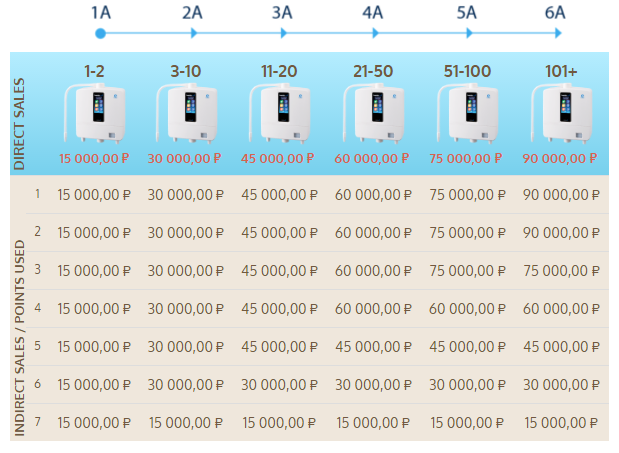 1A 2A 3A 4A 5A 6A
DIRECT SALES
1-2 3-10 11-20 21-50 51-100 101+
15 000,00 ₽ 30 000,00 ₽ 45 000,00 ₽ 60 000,00 ₽ 75 000,00 ₽ 90 000,00 ₽
INDIRECT SALES / POINTS USED
1 15 000,00 ₽ 30 000,00 ₽ 45 000,00 ₽ 60 000,00 ₽ 75 000,00 ₽ 90 000,00 ₽
2 15 000,00 ₽ 30 000,00 ₽ 45 000,00 ₽ 60 000,00 ₽ 75 000,00 ₽ 90 000,00 ₽
3 15 000,00 ₽ 30 000,00 ₽ 45 000,00 ₽ 60 000,00 ₽ 75 000,00 ₽ 75 000,00 ₽
4 15 000,00 ₽ 30 000,00 ₽ 45 000,00 ₽ 60 000,00 ₽ 60 000,00 ₽ 60 000,00 ₽
5 15 000,00 ₽ 30 000,00 ₽ 45 000,00 ₽ 45 000,00 ₽ 45 000,00 ₽ 45 000,00 ₽
6 15 000,00 ₽ 30 000,00 ₽ 30 000,00 ₽ 30 000,00 ₽ 30 000,00 ₽ 30 000,00 ₽
7 15 000,00 ₽ 15 000,00 ₽ 15 000,00 ₽ 15 000,00 ₽ 15 000,00 ₽ 15 000,00 ₽